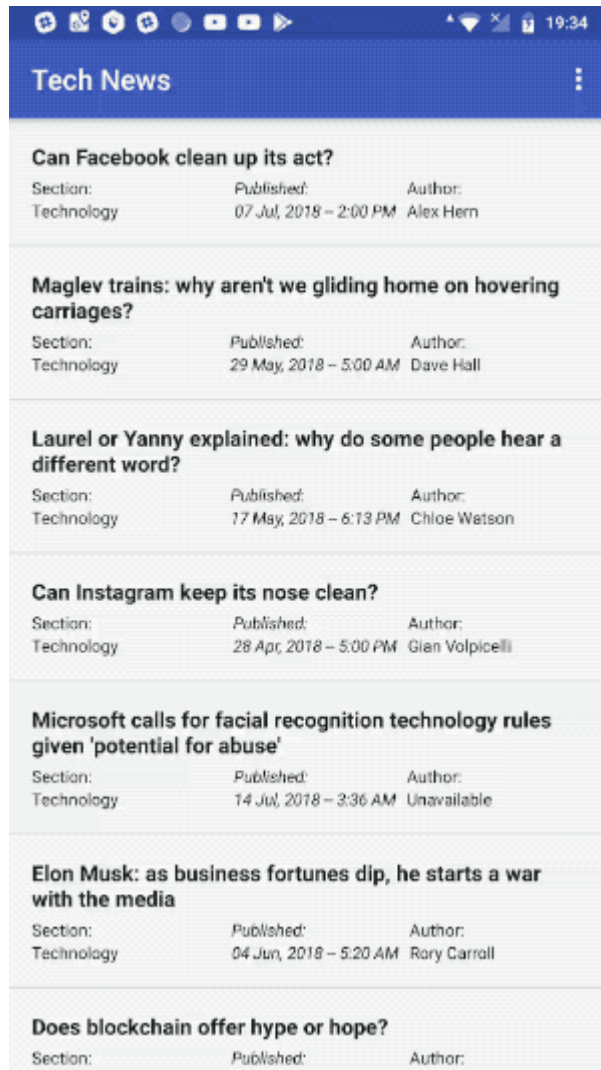 19:34
Tech News
Can Facebook clean up its act?
Section: Published: Author:
Technology 07 Jul, 2018 – 2:00 PM Alex Hern
Maglev trains: why aren't we gliding home on hovering
carriages?
Section: Published: Author:
Technology 29 May, 2018 – 5:00 AM Dave Hall
Laurel or Yanny explained: why do some people hear a
different word?
Section: Published: Author:
Technology 17 May, 2018 – 6:13 PM Chloe Watson
Can Instagram keep its nose clean?
Section: Published: Author:
Technology 28 Apr, 2018 – 5:00 PM Gian Volpicelli
Microsoft calls for facial recognition technology rules
given 'potential for abuse'
Section: Published: Author:
Technology 14 Jul, 2018 – 3:36 AM Unavailable
Elon Musk: as business fortunes dip, he starts a war
with the media
Section: Published: Author:
Technology 04 Jun, 2018 – 5:20 AM Rory Carroll
Does blockchain offer hype or hope?
Section: Published: Author: